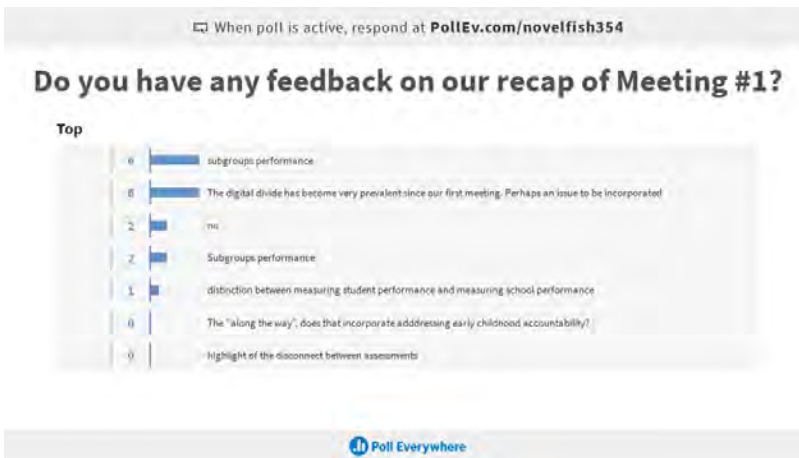 When poll is active, respond at PollEv.com/novelfish354
Do you have any feedback on our recap of Meeting #1?
Top
6 subgroups performance
6 The digital divide has become very prevalent since our first meeting. Perhaps an issue to be incorporated
2 no
2 Subgroups performance
1 distinction between measuring student performance and measuring school performance
0 The "along the way", does that incorporate adddressing early childhood accountability?
0 highlight of the disconnect between assessments
Poll Everywhere